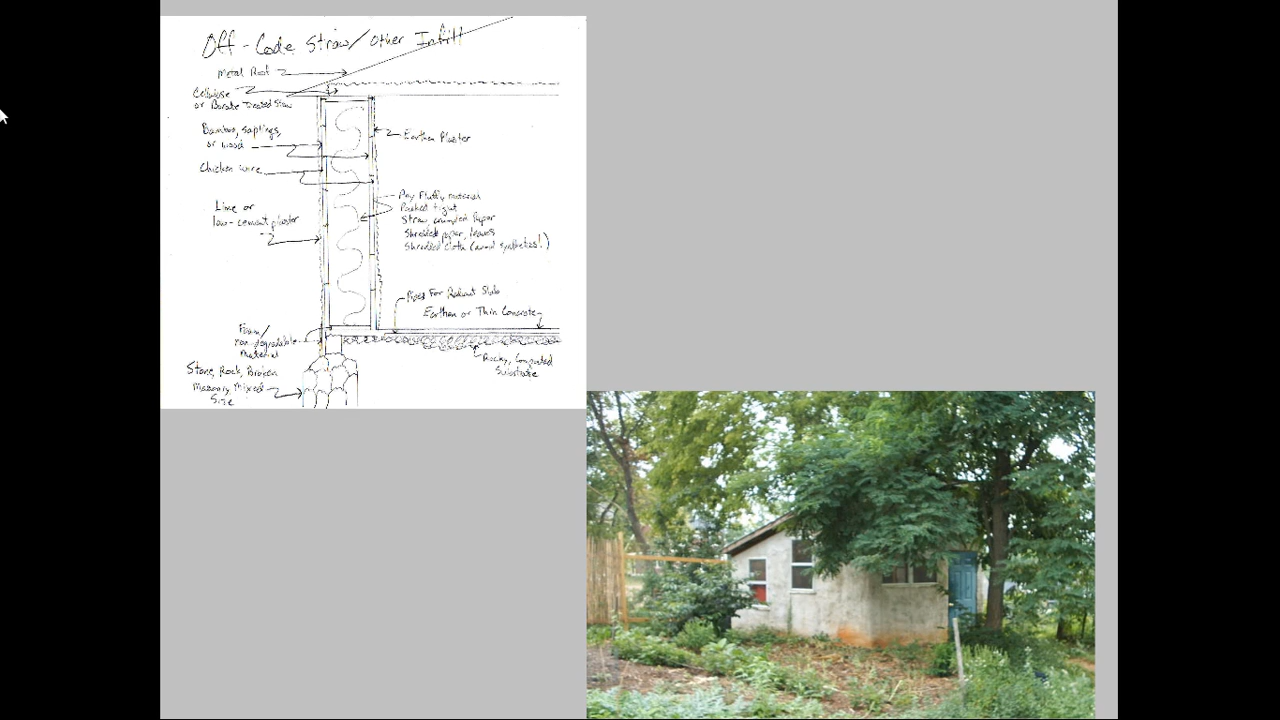 Off-Code Straw/Other Infill
Metal Roof
Cellulose
or Borate Treated Straw
Bamboo, saplings,
or wood
Earthen Plaster
Chicken wire
Any Fluffy material
Packed tight
Straw, crumpled Paper
Shredded paper, leaves
Shredded cloth (avoid synthetics!)
Lime or
low-cement plaster
Pipes For Radiant Slab
Earthen or Thin Concrete
Foam/
non-degradable
material
Rocky, Compacted
Substrate
Stone, Rock, Broken
Masonry, Mixed
Size